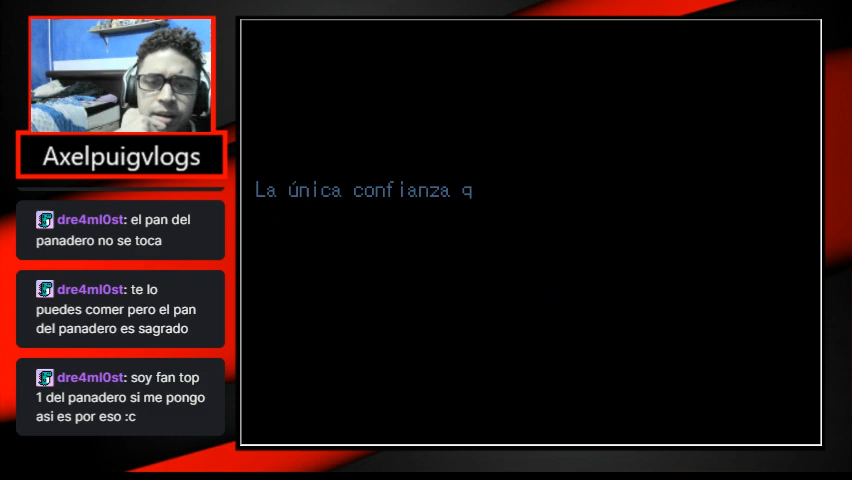 Axelpuigvlogs
dre4ml0st: el pan del
panadero no se toca
dre4ml0st: te lo
puedes comer pero el pan
del panadero es sagrado
dre4ml0st: soy fan top
1 del panadero si me pongo
asi es por eso :c
La única confianza q